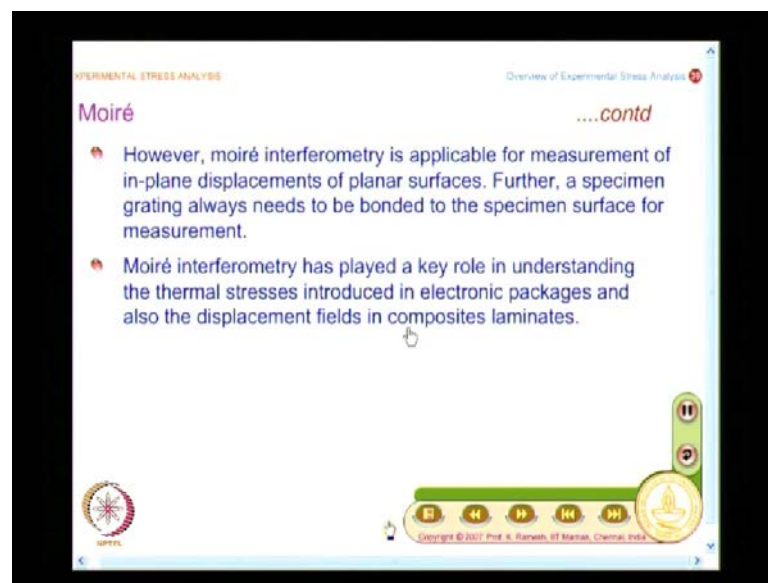 XPERIMENTAL STRESS ANALYSIS
Overview of Experimental Stress Analysis 39
Moiré
....contd
However, moiré interferometry is applicable for measurement of
in-plane displacements of planar surfaces. Further, a specimen
grating always needs to be bonded to the specimen surface for
measurement.
Moiré interferometry has played a key role in understanding
the thermal stresses introduced in electronic packages and
also the displacement fields in composites laminates.
NPTEL
Copyright © 2007 Prof. K. Ramesh, IIT Madras, Chennai, India